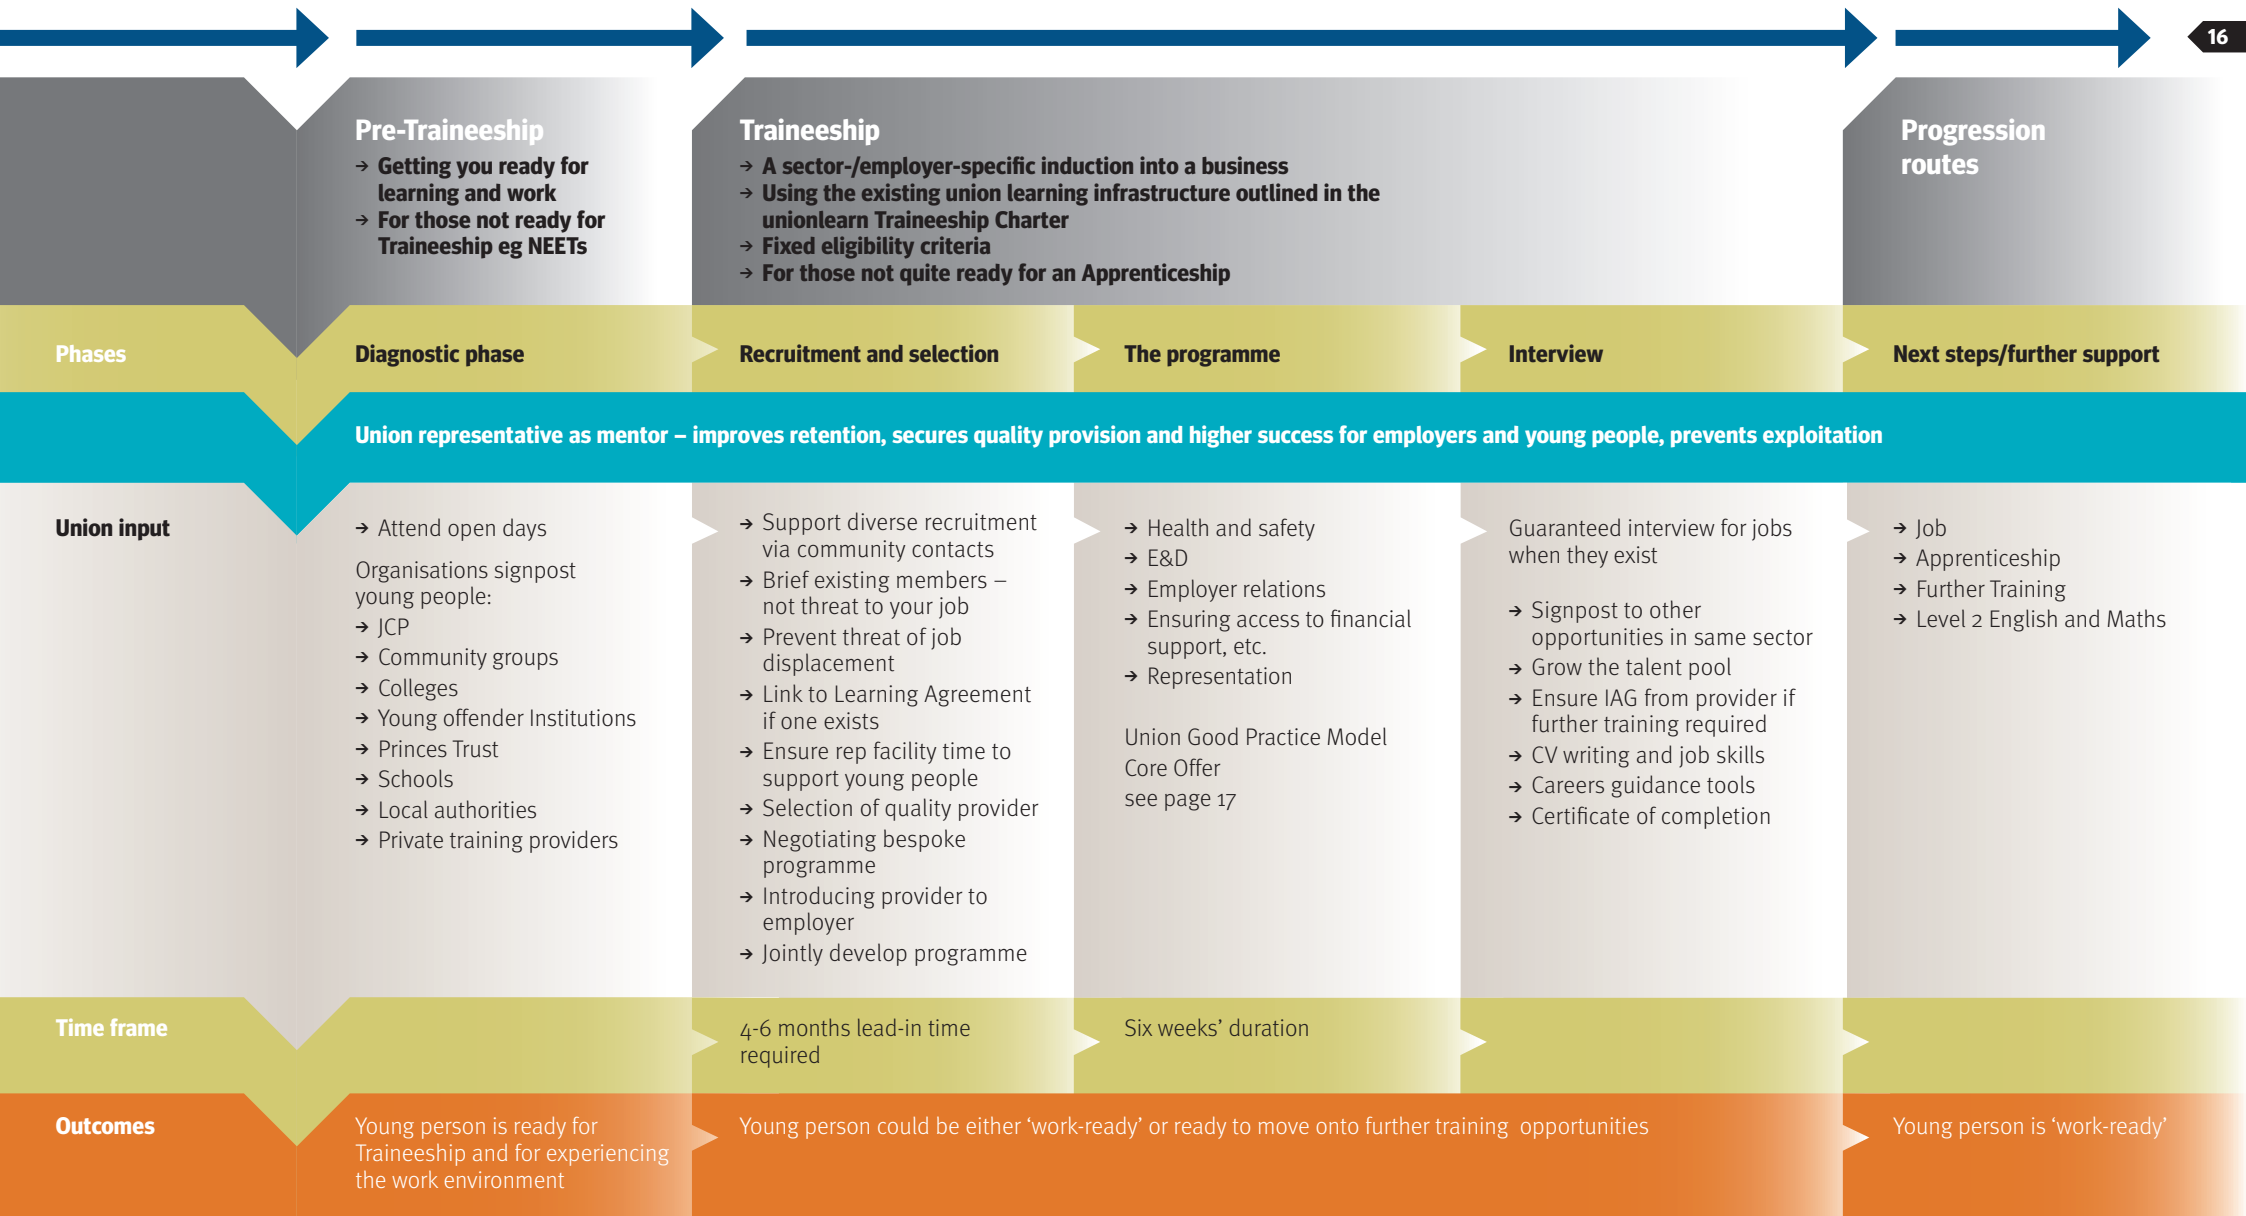 16
Pre-Traineeship
→ Getting you ready for
learning and work
→ For those not ready for
Traineeship eg NEETs
Traineeship
→ A sector-/employer-specific induction into a business
→ Using the existing union learning infrastructure outlined in the
unionlearn Traineeship Charter
→ Fixed eligibility criteria
→ For those not quite ready for an Apprenticeship
Progression
routes
Phases
Diagnostic phase
Recruitment and selection
The programme
Interview
Next steps/further support
Union representative as mentor – improves retention, secures quality provision and higher success for employers and young people, prevents exploitation
Union input
→ Attend open days
Organisations signpost
young people:
→ JCP
→ Community groups
→ Colleges
→ Young offender Institutions
→ Princes Trust
→ Schools
→ Local authorities
→ Private training providers
→ Support diverse recruitment
via community contacts
→ Brief existing members –
not threat to your job
→ Prevent threat of job
displacement
→ Link to Learning Agreement
if one exists
→ Ensure rep facility time to
support young people
→ Selection of quality provider
→ Negotiating bespoke
programme
→ Introducing provider to
employer
→ Jointly develop programme
→ Health and safety
→ E&D
→ Employer relations
→ Ensuring access to financial
support, etc.
→ Representation
Union Good Practice Model
Core Offer
see page 17
Guaranteed interview for jobs
when they exist
→ Signpost to other
opportunities in same sector
→ Grow the talent pool
→ Ensure IAG from provider if
further training required
→ CV writing and job skills
→ Careers guidance tools
→ Certificate of completion
→ Job
→ Apprenticeship
→ Further Training
→ Level 2 English and Maths
Time frame
4-6 months lead-in time
required
Six weeks’ duration
Outcomes
Young person is ready for
Traineeship and for experiencing
the work environment
Young person could be either ‘work-ready’ or ready to move onto further training opportunities
Young person is ‘work-ready’